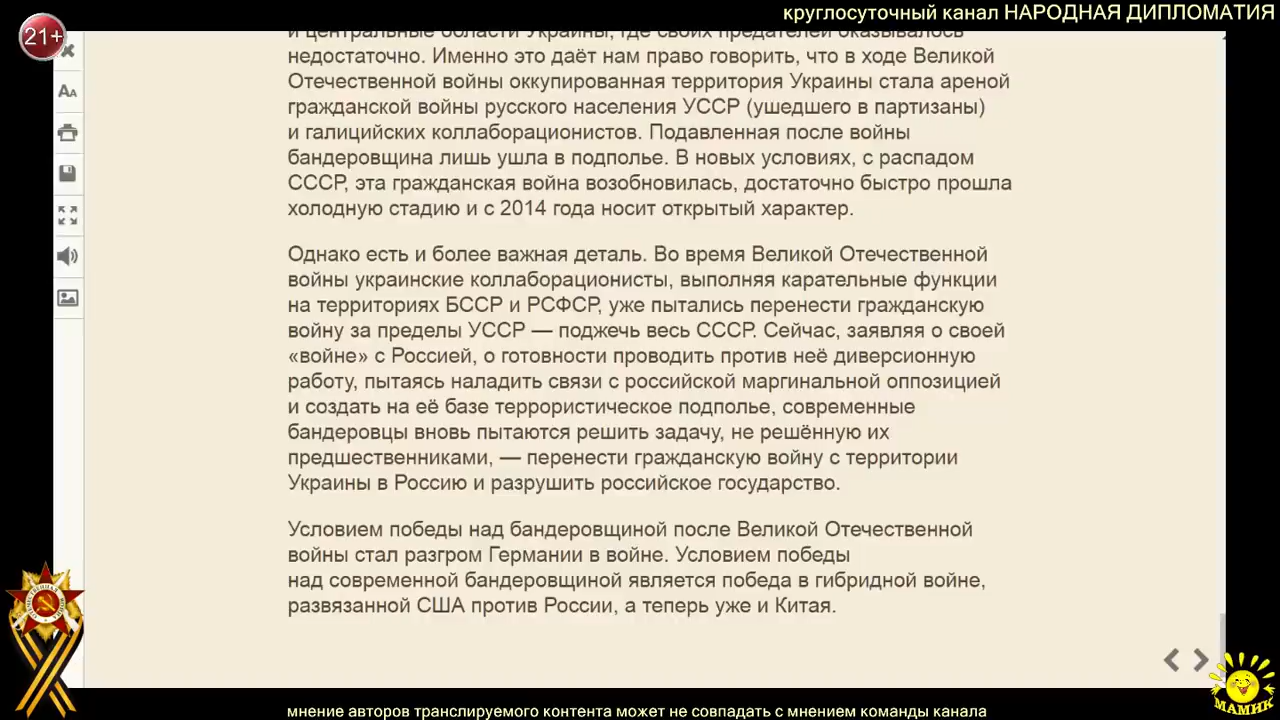 круглосуточный канал НАРОДНАЯ ДИПЛОМАТИЯ
21+
и центральные области Украины, где своих предателей оказывалось
недостаточно. Именно это даёт нам право говорить, что в ходе Великой
Отечественной войны оккупированная территория Украины стала ареной
гражданской войны русского населения УССР (ушедшего в партизаны)
и галицийских коллаборационистов. Подавленная после войны
бандеровщина лишь ушла в подполье. В новых условиях, с распадом
СССР, эта гражданская война возобновилась, достаточно быстро прошла
холодную стадию и с 2014 года носит открытый характер.
Однако есть и более важная деталь. Во время Великой Отечественной
войны украинские коллаборационисты, выполняя карательные функции
на территориях БССР и РСФСР, уже пытались перенести гражданскую
войну за пределы УССР — поджечь весь СССР. Сейчас, заявляя о своей
«войне» с Россией, о готовности проводить против неё диверсионную
работу, пытаясь наладить связи с российской маргинальной оппозицией
и создать на её базе террористическое подполье, современные
бандеровцы вновь пытаются решить задачу, не решённую их
предшественниками, — перенести гражданскую войну с территории
Украины в Россию и разрушить российское государство.
Условием победы над бандеровщиной после Великой Отечественной
войны стал разгром Германии в войне. Условием победы
над современной бандеровщиной является победа в гибридной войне,
развязанной США против России, а теперь уже и Китая.
МАМИК
мнение авторов транслируемого контента может не совпадать с мнением команды канала